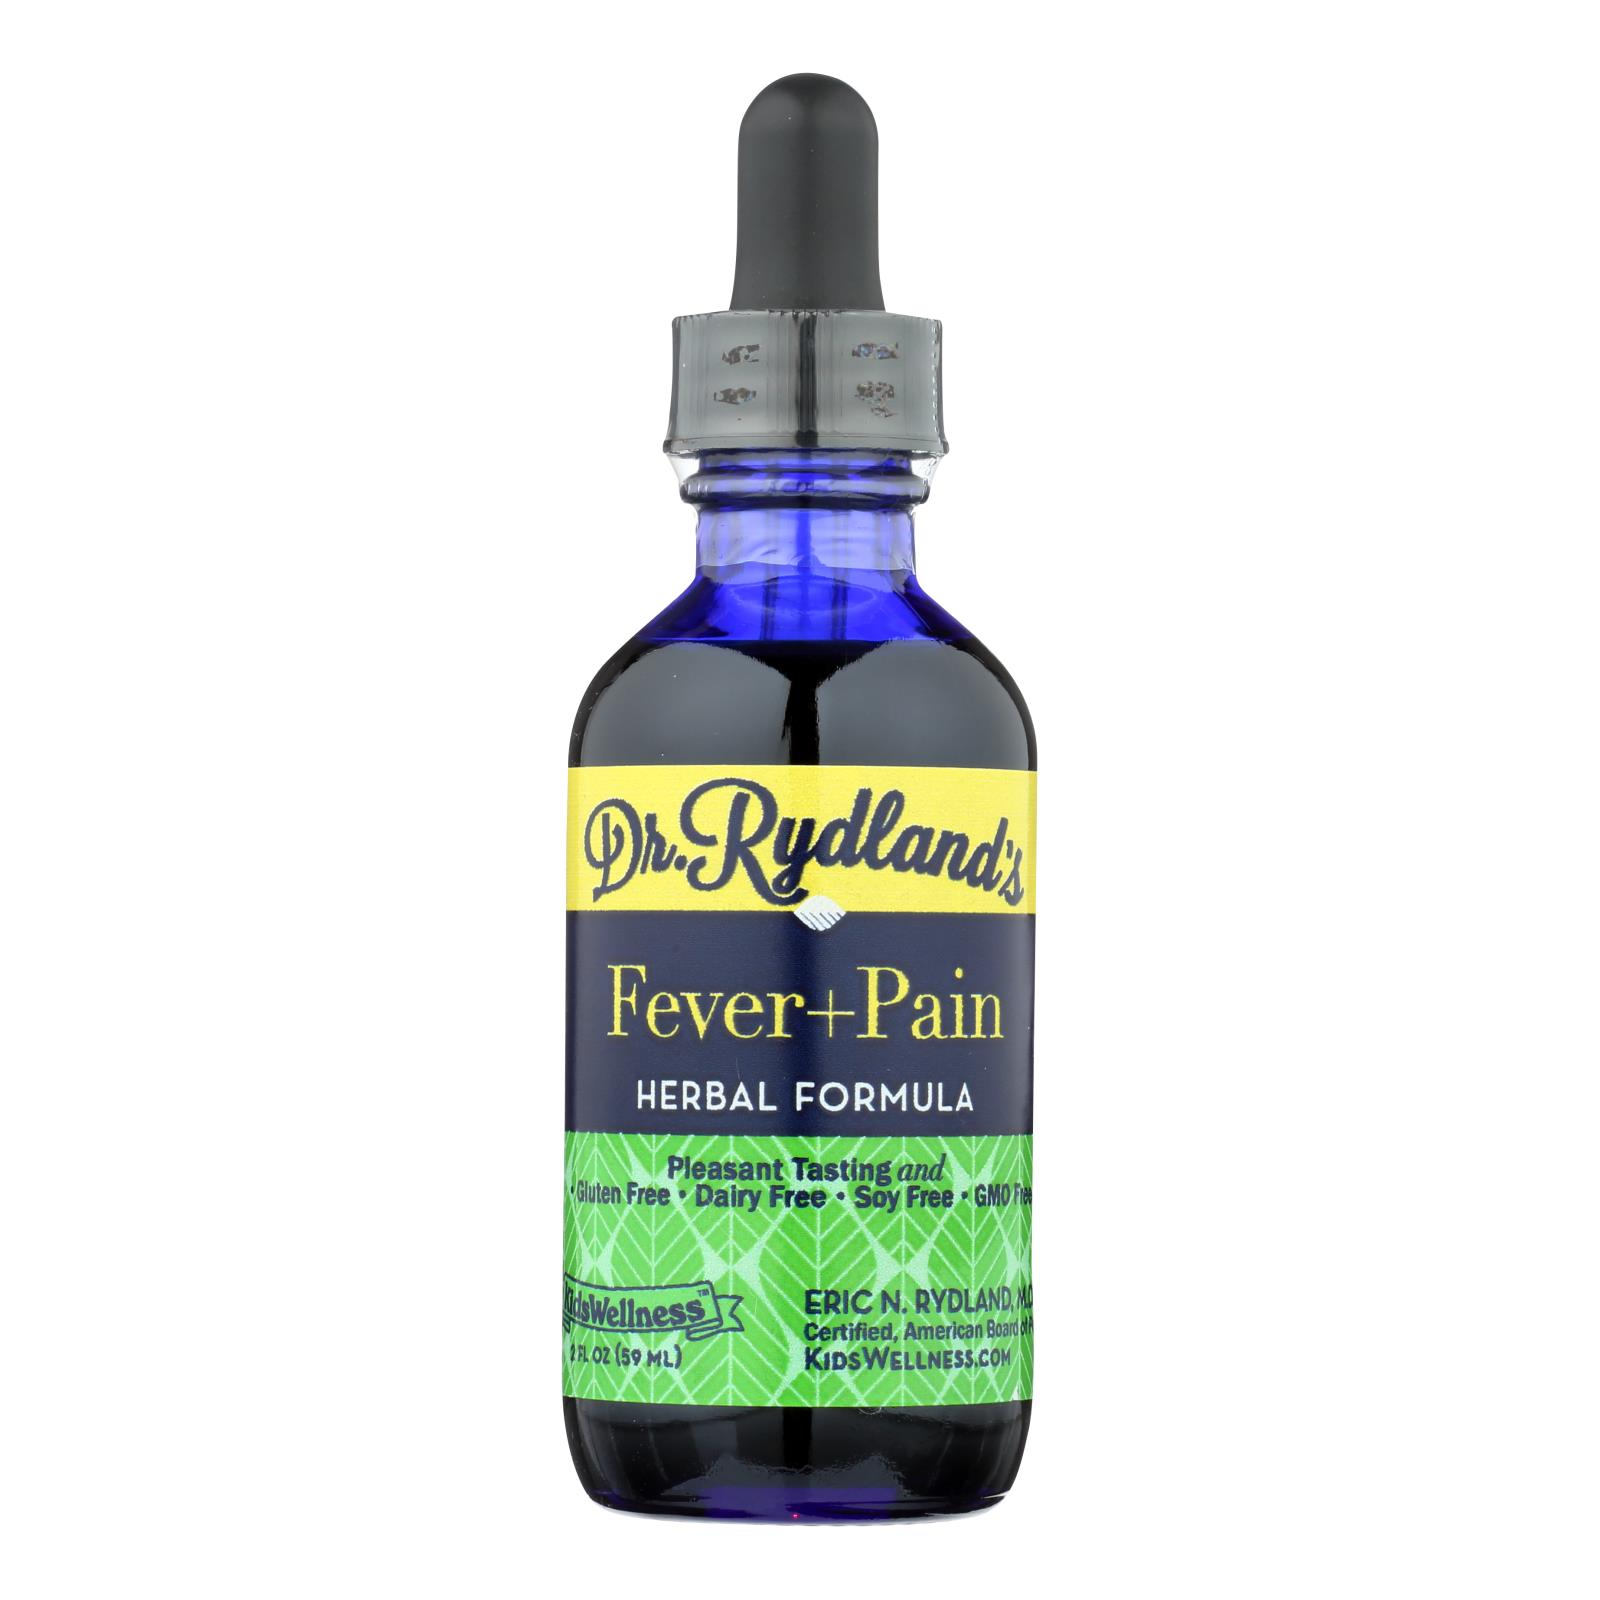 Dr. Rydland's
Fever+Pain
HERBAL FORMULA
Pleasant Tasting and
• Gluten Free • Dairy Free • Soy Free • GMO Free
KidsWellness™
2 FL OZ (59 ML)
ERIC N. RYDLAND, M.D.
Certified, American Board of
KIDSWELLNESS.COM